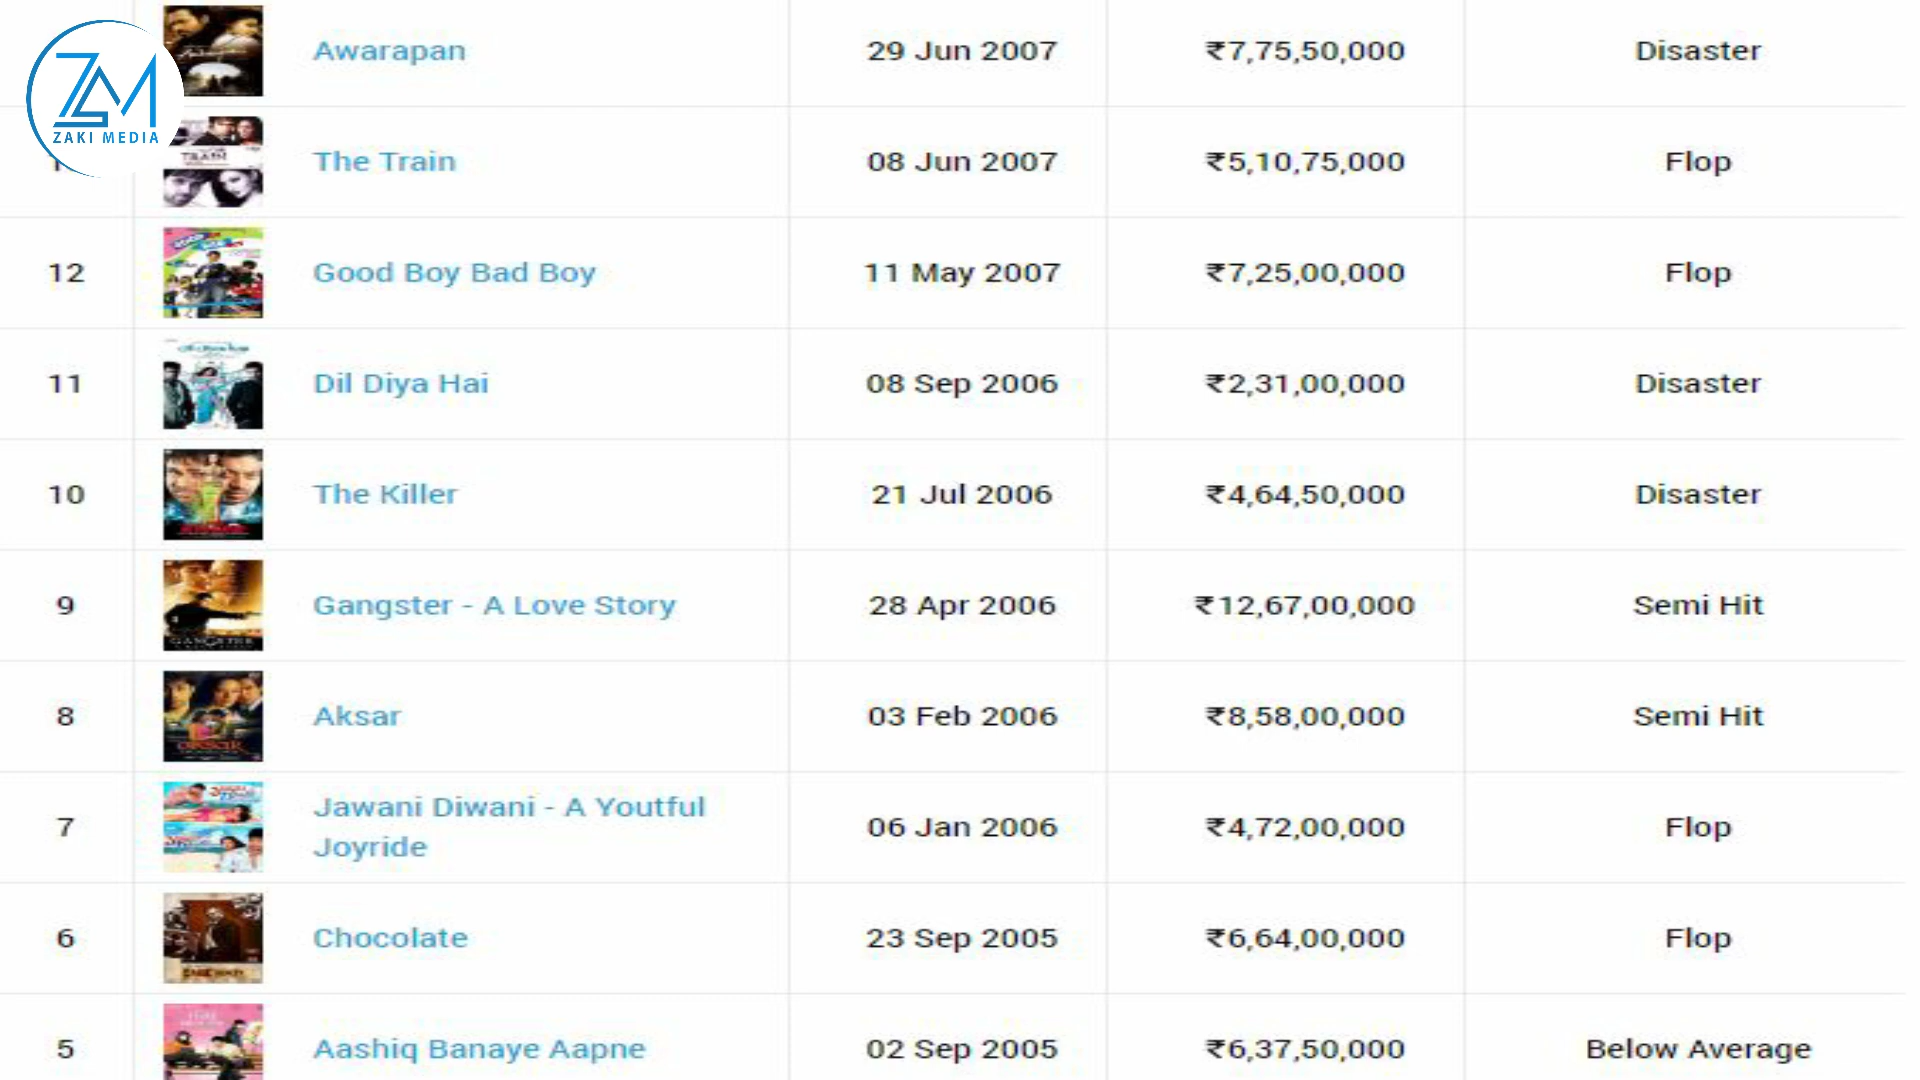 Awarapan 29 Jun 2007 ₹7,75,50,000 Disaster
ZAKI MEDIA
TRAIN
The Train 08 Jun 2007 ₹5,10,75,000 Flop
12 Good Boy Bad Boy 11 May 2007 ₹7,25,00,000 Flop
11 Dil Diya Hai 08 Sep 2006 ₹2,31,00,000 Disaster
10 The Killer 21 Jul 2006 ₹4,64,50,000 Disaster
9 Gangster - A Love Story 28 Apr 2006 ₹12,67,00,000 Semi Hit
GANGSTER
8 Aksar 03 Feb 2006 ₹8,58,00,000 Semi Hit
AKSAR
7 Jawani Diwani - A Youtful
Joyride 06 Jan 2006 ₹4,72,00,000 Flop
6 Chocolate 23 Sep 2005 ₹6,64,00,000 Flop
5 Aashiq Banaye Aapne 02 Sep 2005 ₹6,37,50,000 Below Average